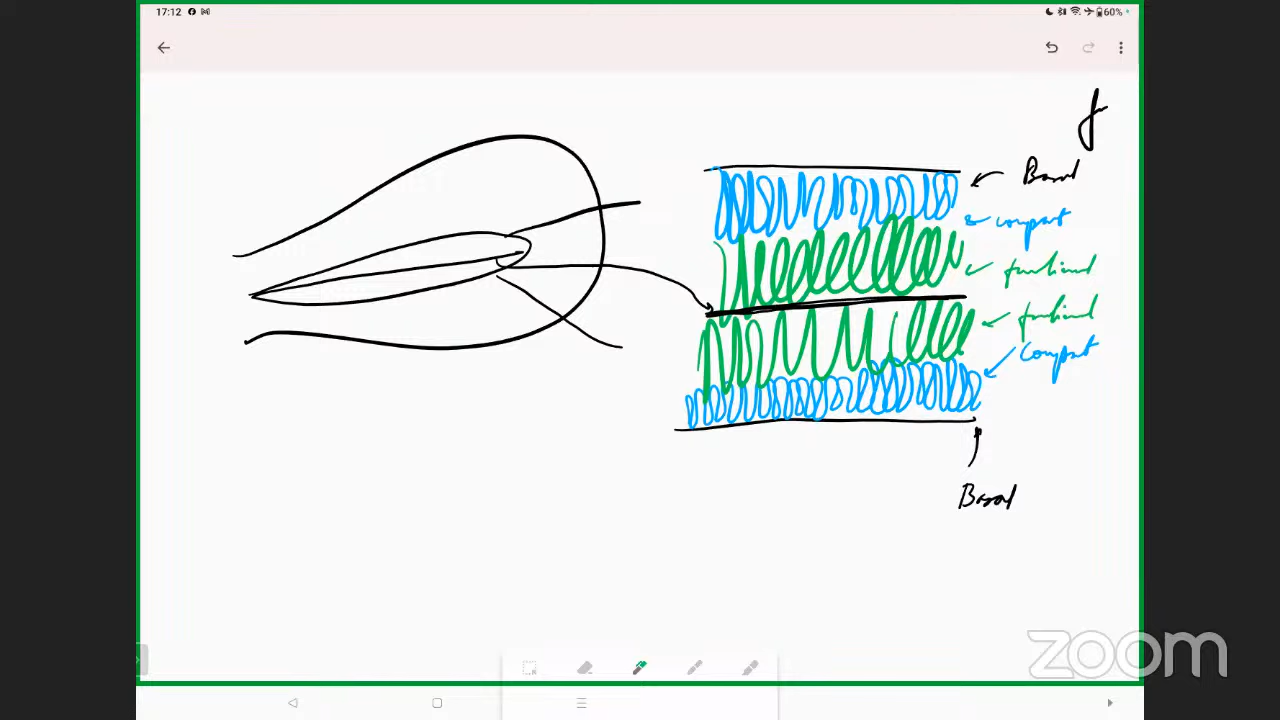 17:12
60%
f
Basal
compact
functional
functional
compact
Basal
zoom